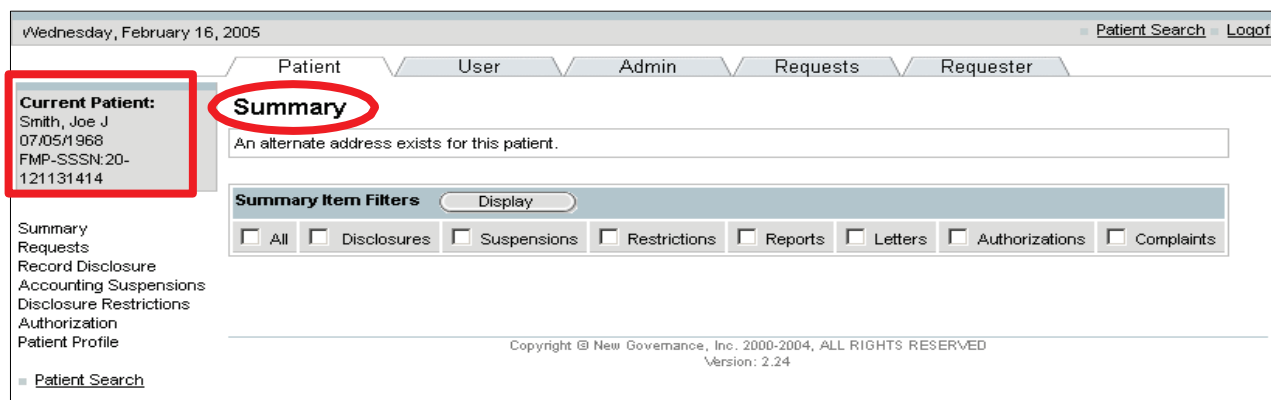 Wednesday, February 16, 2005
Patient Search Logof
Patient User Admin Requests Requester
Current Patient:
Smith, Joe J
07/05/1968
FMP-SSSN:20-
121131414
Summary
An alternate address exists for this patient.
Summary Item Filters Display
All Disclosures Suspensions Restrictions Reports Letters Authorizations Complaints
Summary
Requests
Record Disclosure
Accounting Suspensions
Disclosure Restrictions
Authorization
Patient Profile
Patient Search
Copyright @ New Governance, Inc. 2000-2004, ALL RIGHTS RESERVED
Version: 2.24